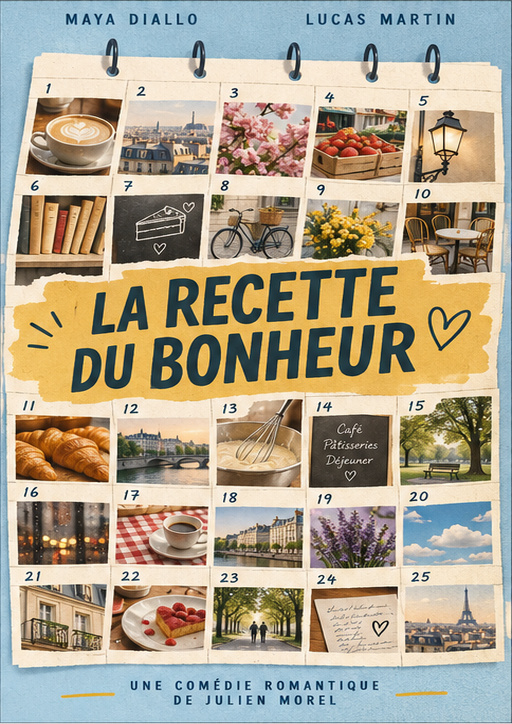 MAYA DIALLO
LUCAS MARTIN
1
2
3
4
5
6
7
8
9
10
LA RECETTE
DU BONHEUR
11
12
13
14
15
Café
Pâtisseries
Déjeuner
16
17
18
19
20
21
22
23
24
25
UNE COMÉDIE ROMANTIQUE
DE JULIEN MOREL